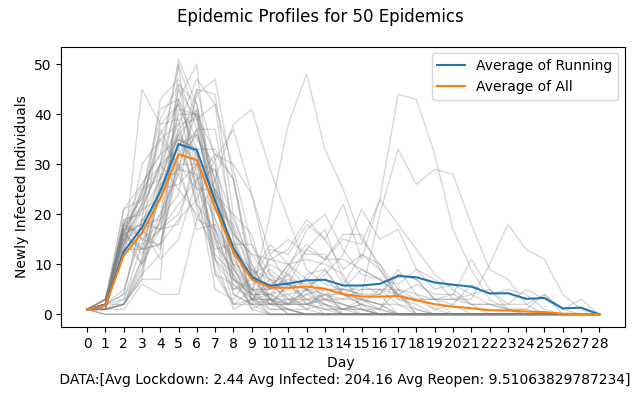 Epidemic Profiles for 50 Epidemics
Average of Running
Average of All
Newly Infected Individuals
50
40
30
20
10
0
0 1 2 3 4 5 6 7 8 9 10 11 12 13 14 15 16 17 18 19 20 21 22 23 24 25 26 27 28
Day
DATA:[Avg Lockdown: 2.44 Avg Infected: 204.16 Avg Reopen: 9.51063829787234]